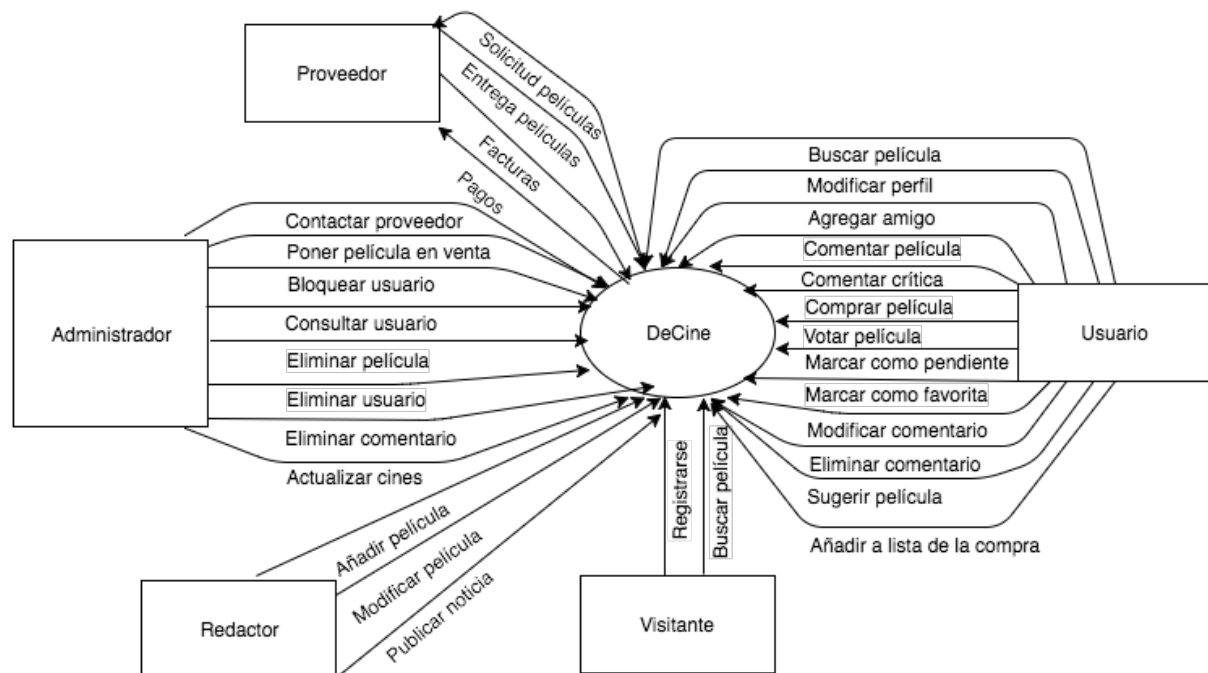 Proveedor
Solicitud películas
Entrega películas
Facturas
Pagos
Administrador
Contactar proveedor
Poner película en venta
Bloquear usuario
Consultar usuario
Eliminar película
Eliminar usuario
Eliminar comentario
Actualizar cines
DeCine
Usuario
Buscar película
Modificar perfil
Agregar amigo
Comentar película
Comentar crítica
Comprar película
Votar película
Marcar como pendiente
Marcar como favorita
Modificar comentario
Eliminar comentario
Sugerir película
Añadir a lista de la compra
Redactor
Añadir película
Modificar película
Publicar noticia
Visitante
Registrarse
Buscar película